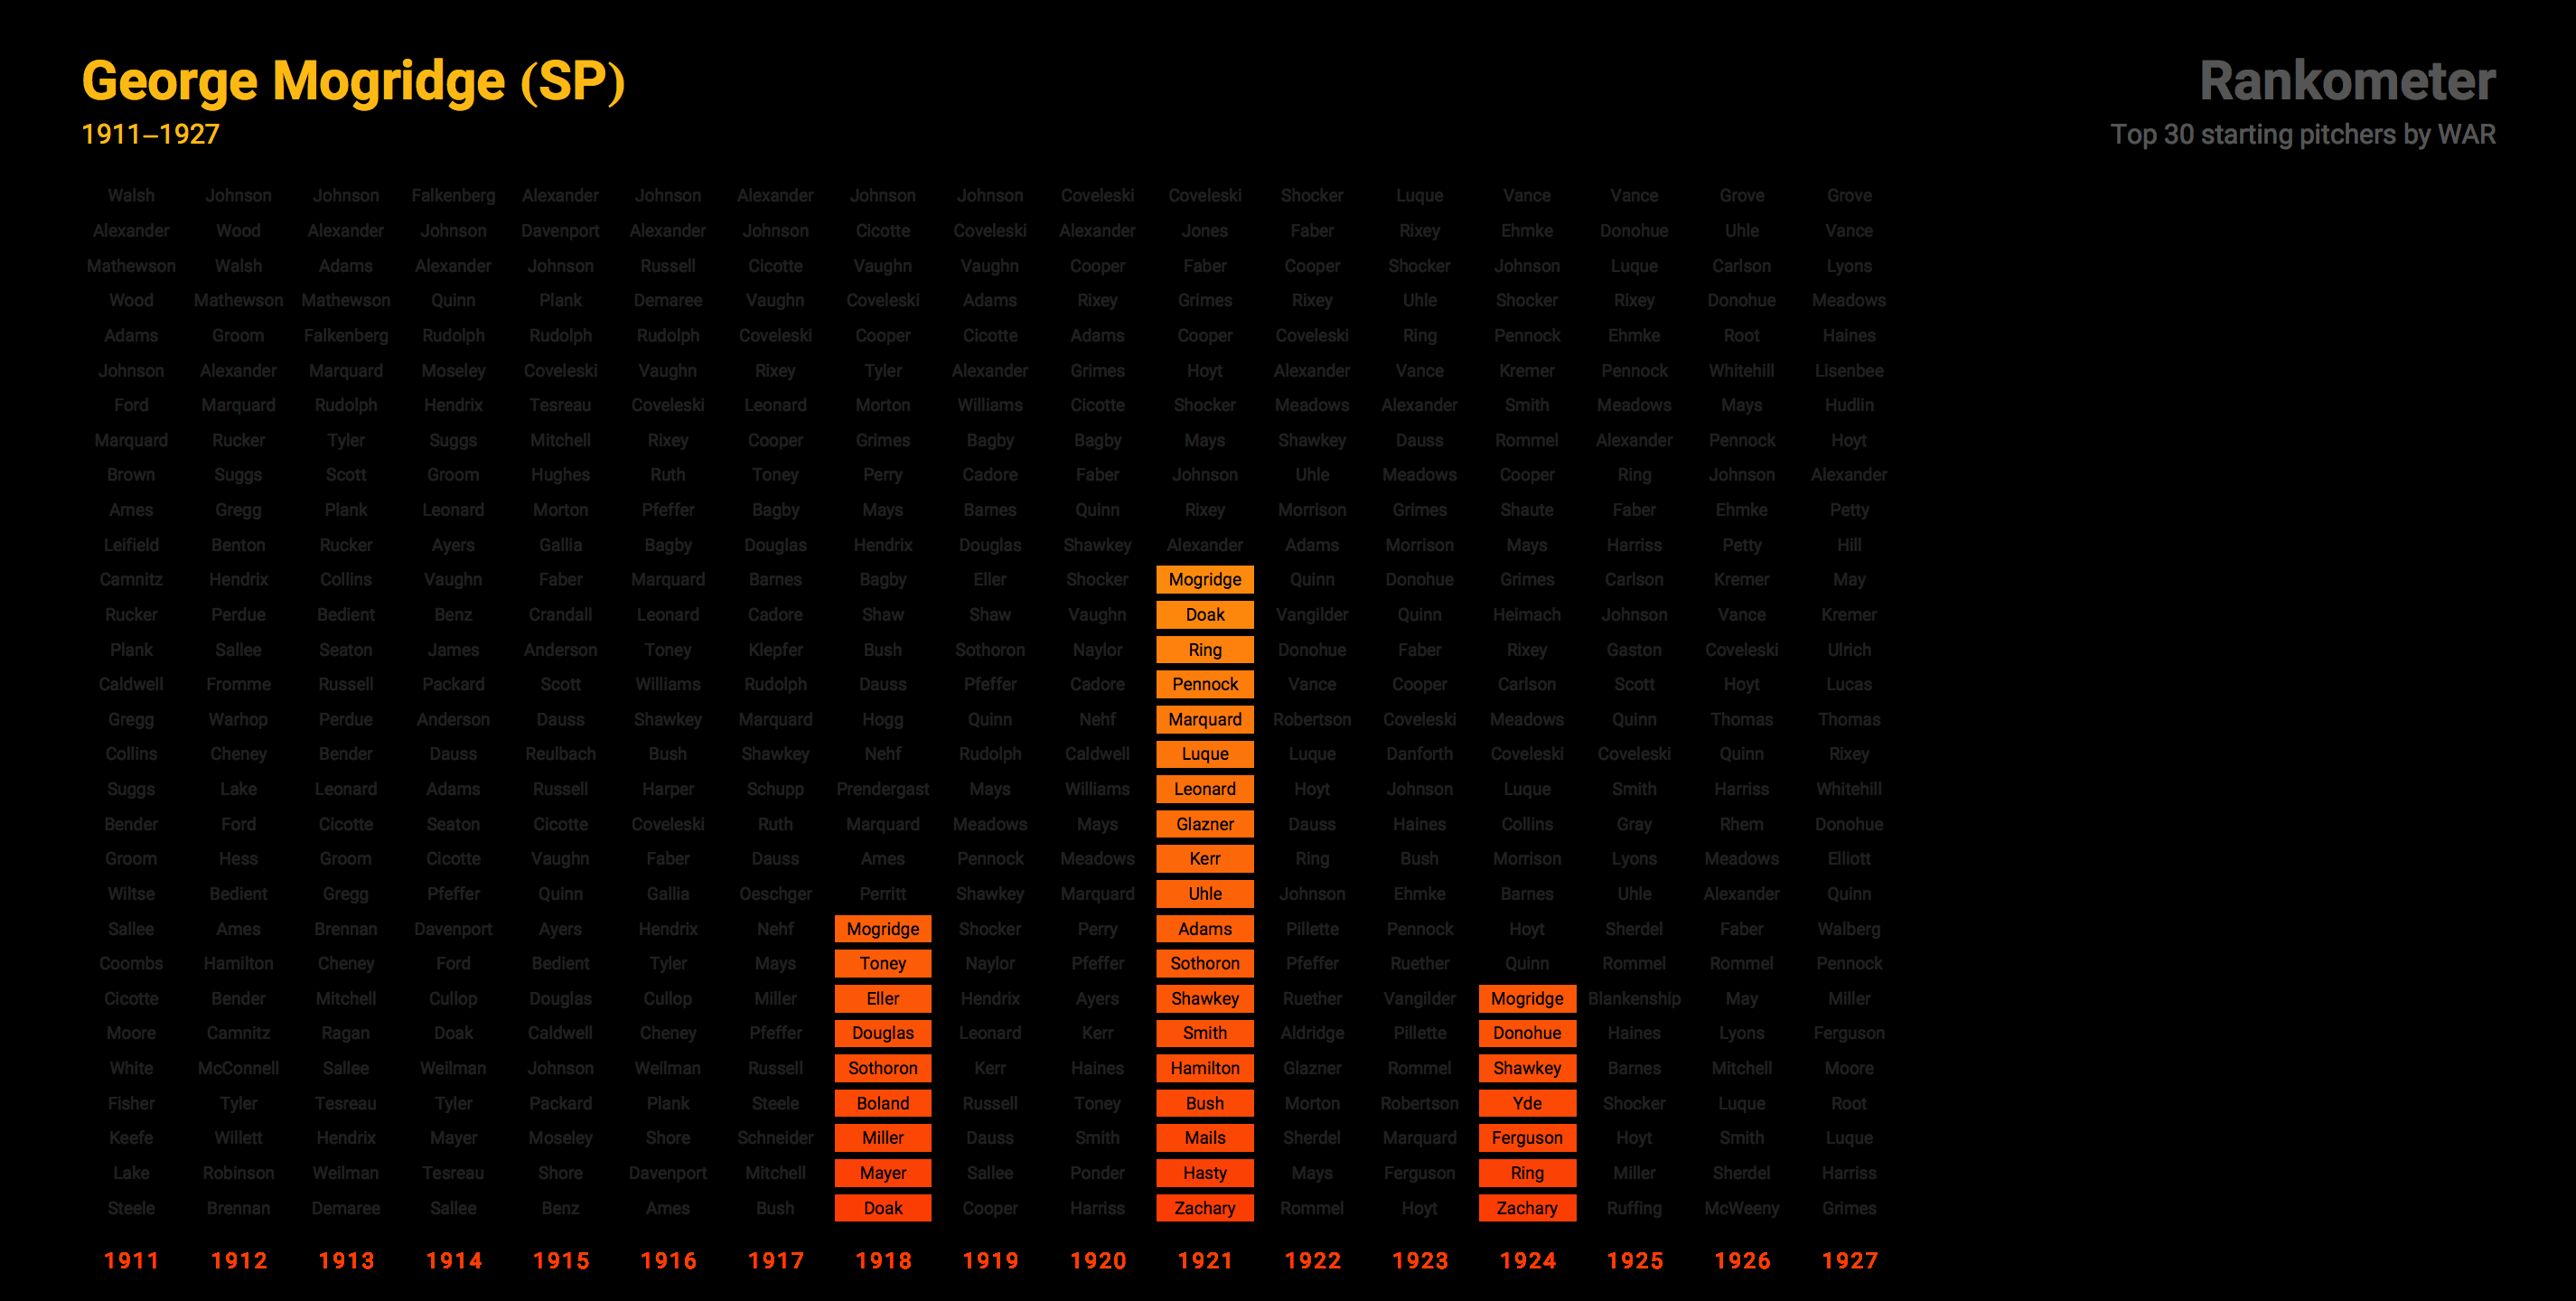 George Mogridge (SP)
1911–1927
Rankometer
Top 30 starting pitchers by WAR
Walsh Johnson Johnson Falkenberg Alexander Johnson Alexander Johnson Johnson Coveleski Coveleski Shocker Luque Vance Vance Grove Grove
Alexander Wood Alexander Johnson Davenport Alexander Johnson Cicotte Coveleski Alexander Jones Faber Rixey Ehmke Donohue Uhle Vance
Mathewson Walsh Adams Alexander Johnson Russell Cicotte Vaughn Vaughn Cooper Faber Cooper Shocker Johnson Luque Carlson Lyons
Wood Mathewson Mathewson Quinn Plank Demaree Vaughn Coveleski Adams Rixey Grimes Rixey Uhle Shocker Rixey Donohue Meadows
Adams Groom Falkenberg Rudolph Rudolph Rudolph Coveleski Cooper Cicotte Adams Cooper Coveleski Ring Pennock Ehmke Root Haines
Johnson Alexander Marquard Moseley Coveleski Vaughn Rixey Tyler Alexander Grimes Hoyt Alexander Vance Kremer Pennock Whitehill Lisenbee
Ford Marquard Rudolph Hendrix Tesreau Coveleski Leonard Morton Williams Cicotte Shocker Meadows Alexander Smith Meadows Mays Hudlin
Marquard Rucker Tyler Suggs Mitchell Rixey Cooper Grimes Bagby Bagby Mays Shawkey Dauss Rommel Alexander Pennock Hoyt
Brown Suggs Scott Groom Hughes Ruth Toney Perry Cadore Faber Johnson Uhle Meadows Cooper Ring Johnson Alexander
Ames Gregg Plank Leonard Morton Pfeffer Bagby Mays Barnes Quinn Rixey Morrison Grimes Shaute Faber Ehmke Petty
Leifield Benton Rucker Ayers Gallia Bagby Douglas Hendrix Douglas Shawkey Alexander Adams Morrison Mays Harriss Petty Hill
Camnitz Hendrix Collins Vaughn Faber Marquard Barnes Bagby Eller Shocker Mogridge Quinn Donohue Grimes Carlson Kremer May
Rucker Perdue Bedient Benz Crandall Leonard Cadore Shaw Shaw Vaughn Doak Vangilder Quinn Heimach Johnson Vance Kremer
Plank Sallee Seaton James Anderson Toney Klepfer Bush Sothoron Naylor Ring Donohue Faber Rixey Gaston Coveleski Ulrich
Caldwell Fromme Russell Packard Scott Williams Rudolph Dauss Pfeffer Cadore Pennock Vance Cooper Carlson Scott Hoyt Lucas
Gregg Warhop Perdue Anderson Dauss Shawkey Marquard Hogg Quinn Nehf Marquard Robertson Coveleski Meadows Quinn Thomas Thomas
Collins Cheney Bender Dauss Reulbach Bush Shawkey Nehf Rudolph Caldwell Luque Luque Danforth Coveleski Coveleski Quinn Rixey
Suggs Lake Leonard Adams Russell Harper Schupp Prendergast Mays Williams Leonard Hoyt Johnson Luque Smith Harriss Whitehill
Bender Ford Cicotte Seaton Cicotte Coveleski Ruth Marquard Meadows Mays Glazner Dauss Haines Collins Gray Rhem Donohue
Groom Hess Groom Cicotte Vaughn Faber Dauss Ames Pennock Meadows Kerr Ring Bush Morrison Lyons Meadows Elliott
Wiltse Bedient Gregg Pfeffer Quinn Gallia Oeschger Perritt Shawkey Marquard Uhle Johnson Ehmke Barnes Uhle Alexander Quinn
Sallee Ames Brennan Davenport Ayers Hendrix Nehf Mogridge Shocker Perry Adams Pillette Pennock Hoyt Sherdel Faber Walberg
Coombs Hamilton Cheney Ford Bedient Tyler Mays Toney Naylor Pfeffer Sothoron Pfeffer Ruether Quinn Rommel Rommel Pennock
Cicotte Bender Mitchell Cullop Douglas Cullop Miller Eller Hendrix Ayers Shawkey Ruether Vangilder Mogridge Blankenship May Miller
Moore Camnitz Ragan Doak Caldwell Cheney Pfeffer Douglas Leonard Kerr Smith Aldridge Pillette Donohue Haines Lyons Ferguson
White McConnell Sallee Weilman Johnson Weilman Russell Sothoron Kerr Haines Hamilton Glazner Rommel Shawkey Barnes Mitchell Moore
Fisher Tyler Tesreau Tyler Packard Plank Steele Boland Russell Toney Bush Morton Robertson Yde Shocker Luque Root
Keefe Willett Hendrix Mayer Moseley Shore Schneider Miller Dauss Smith Mails Sherdel Marquard Ferguson Hoyt Smith Luque
Lake Robinson Weilman Tesreau Shore Davenport Mitchell Mayer Sallee Ponder Hasty Mays Ferguson Ring Miller Sherdel Harriss
Steele Brennan Demaree Sallee Benz Ames Bush Doak Cooper Harriss Zachary Rommel Hoyt Zachary Ruffing McWeeny Grimes
1911 1912 1913 1914 1915 1916 1917 1918 1919 1920 1921 1922 1923 1924 1925 1926 1927